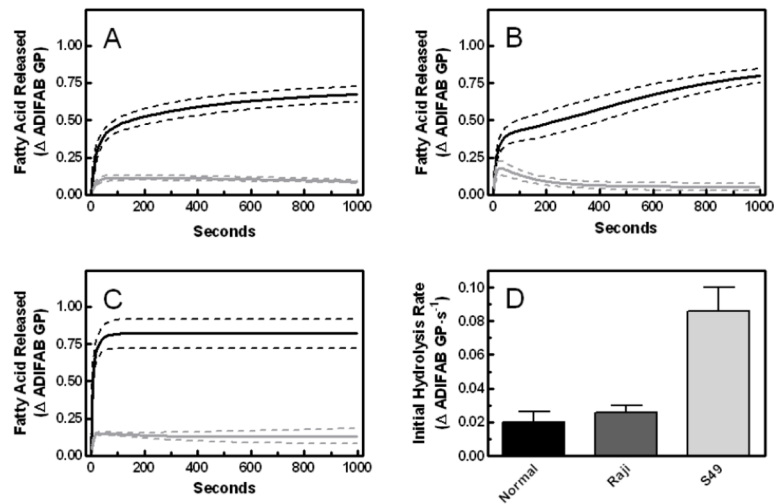 A
1.00
0.75
0.50
0.25
0.00
Fatty Acid Released
(Δ ADIFAB GP)
0 200 400 600 800 1000
Seconds
B
1.00
0.75
0.50
0.25
0.00
Fatty Acid Released
(Δ ADIFAB GP)
0 200 400 600 800 1000
Seconds
C
1.00
0.75
0.50
0.25
0.00
Fatty Acid Released
(Δ ADIFAB GP)
0 200 400 600 800 1000
Seconds
D
0.10
0.08
0.06
0.04
0.02
0.00
Initial Hydrolysis Rate
(Δ ADIFAB GP·s⁻¹)
Normal
Raji
S49